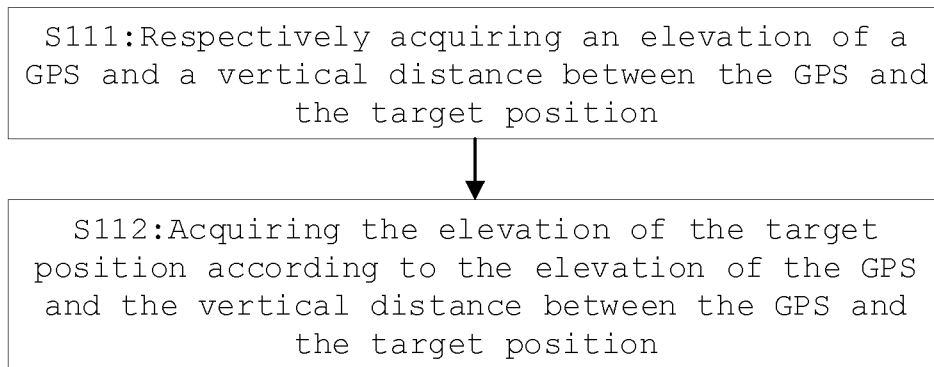 S111:Respectively acquiring an elevation of a
GPS and a vertical distance between the GPS and
the target position
S112:Acquiring the elevation of the target
position according to the elevation of the GPS
and the vertical distance between the GPS and
the target position